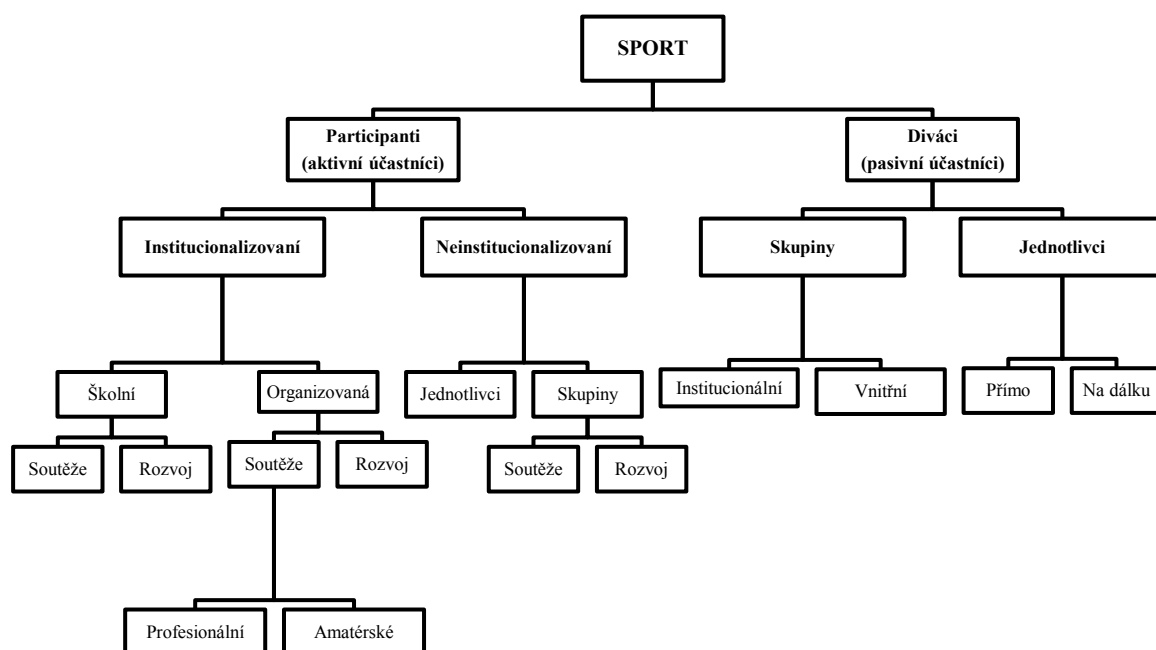 SPORT
Participanti
(aktivní účastníci)
Diváci
(pasivní účastníci)
Institucionalizovaní
Neinstitucionalizovaní
Skupiny
Jednotlivci
Školní
Organizovaná
Jednotlivci
Skupiny
Institucionální
Vnitřní
Přímo
Na dálku
Soutěže
Rozvoj
Soutěže
Rozvoj
Soutěže
Rozvoj
Profesionální
Amatérské